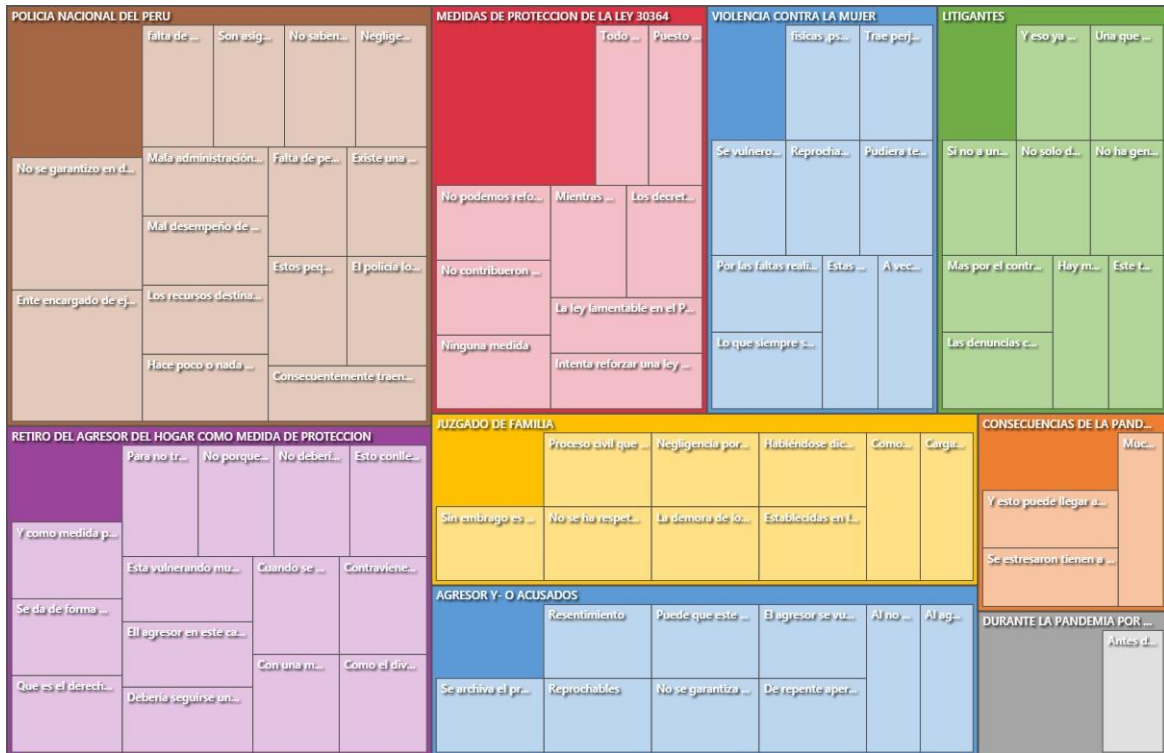 POLICIA NACIONAL DEL PERU
falta de ...
Son asig...
No saben...
Neglige...
No se garantizo en d...
Mala administración...
Falta de pe...
Existe una ...
Mal desempeño de ...
Estos peq...
El policía lo...
Ente encargado de ej...
Los recursos destina...
Hace poco o nada ...
Consecuentemente traen...
MEDIDAS DE PROTECCION DE LA LEY 30364
Todo ...
Puesto ...
No podemos refo...
Mientras ...
Los decret...
No contribueron ...
La ley lamentable en el P...
Ninguna medida
Intenta reforzar una ley ...
VIOLENCIA CONTRA LA MUJER
físicas ,ps...
Trae perj...
Se vulnero...
Reprocha...
Pudiera te...
Por las faltas reali...
Estas ...
A vec...
Lo que siempre s...
LITIGANTES
Y eso ya ...
Una que ...
Si no a un...
No solo d...
No ha gen...
Mas por el contr...
Hay m...
Este t...
Las denuncias c...
RETIRO DEL AGRESOR DEL HOGAR COMO MEDIDA DE PROTECCION
Para no tr...
No porque...
No deberí...
Esto conlle...
Y como medida p...
Esta vulnerando mu...
Cuando se ...
Contraviene...
Se da de forma ...
Ell agresor en este ca...
Con una m...
Como el div...
Que es el derech...
Debería seguirse un...
JUZGADO DE FAMILIA
Proceso civil que ...
Negligencia por...
Habiéndose dic...
Como...
Carga...
Sin embrago es ...
No se ha respet...
La demora de lo...
Establecidas en l...
CONSECUENCIAS DE LA PAND...
Muc...
Y esto puede llegar a...
Se estresaron tienen a ...
AGRESOR Y- O ACUSADOS
Resentimiento
Puede que este ...
El agresor se vu...
Al no ...
Al ag...
Se archiva el pr...
Reprochables
No se garantiza ...
De repente aper...
DURANTE LA PANDEMIA POR ...
Antes d...